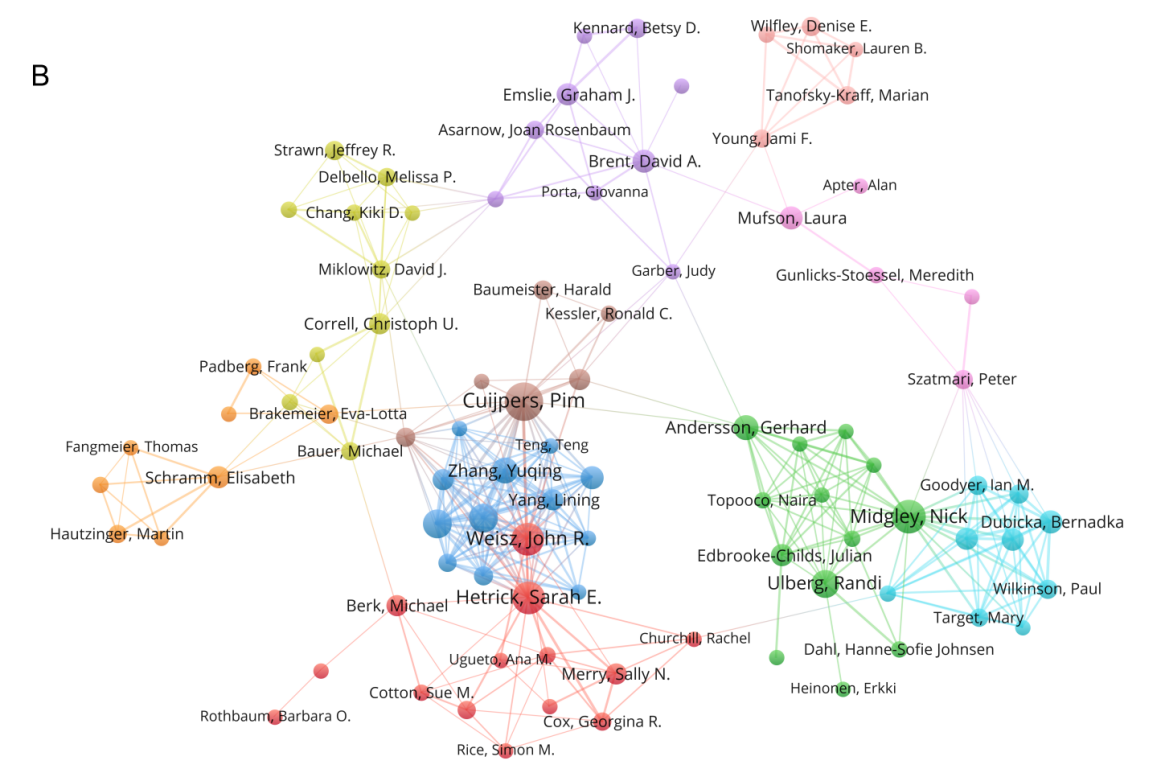 B
Kennard, Betsy D.
Wilfley, Denise E.
Shomaker, Lauren B.
Emslie, Graham J.
Tanofsky-Kraff, Marian
Asarnow, Joan Rosenbaum
Young, Jami F.
Strawn, Jeffrey R.
Brent, David A.
Delbello, Melissa P.
Porta, Giovanna
Apter, Alan
Chang, Kiki D.
Mufson, Laura
Miklowitz, David J.
Garber, Judy
Gunlicks-Stoessel, Meredith
Baumeister, Harald
Kessler, Ronald C.
Correll, Christoph U.
Padberg, Frank
Szatmari, Peter
Cuijpers, Pim
Brakemeier, Eva-Lotta
Andersson, Gerhard
Fangmeier, Thomas
Teng, Teng
Bauer, Michael
Zhang, Yuqing
Schramm, Elisabeth
Goodyer, Ian M.
Yang, Lining
Topooco, Naira
Midgley, Nick
Dubicka, Bernadka
Hautzinger, Martin
Weisz, John R.
Edbrooke-Childs, Julian
Ulberg, Randi
Wilkinson, Paul
Hetrick, Sarah E.
Berk, Michael
Target, Mary
Churchill, Rachel
Dahl, Hanne-Sofie Johnsen
Ugueto, Ana M.
Merry, Sally N.
Heinonen, Erkki
Cotton, Sue M.
Rothbaum, Barbara O.
Cox, Georgina R.
Rice, Simon M.